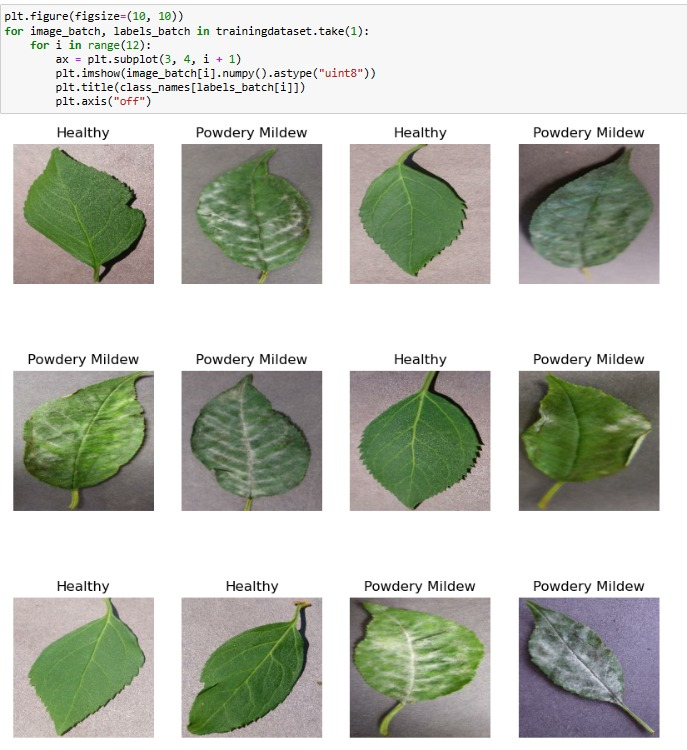 plt.figure(figsize=(10, 10))
for image_batch, labels_batch in trainingdataset.take(1):
    for i in range(12):
        ax = plt.subplot(3, 4, i + 1)
        plt.imshow(image_batch[i].numpy().astype("uint8"))
        plt.title(class_names[labels_batch[i]])
        plt.axis("off")
Healthy Powdery Mildew Healthy Powdery Mildew
Powdery Mildew Powdery Mildew Healthy Powdery Mildew
Healthy Healthy Powdery Mildew Powdery Mildew